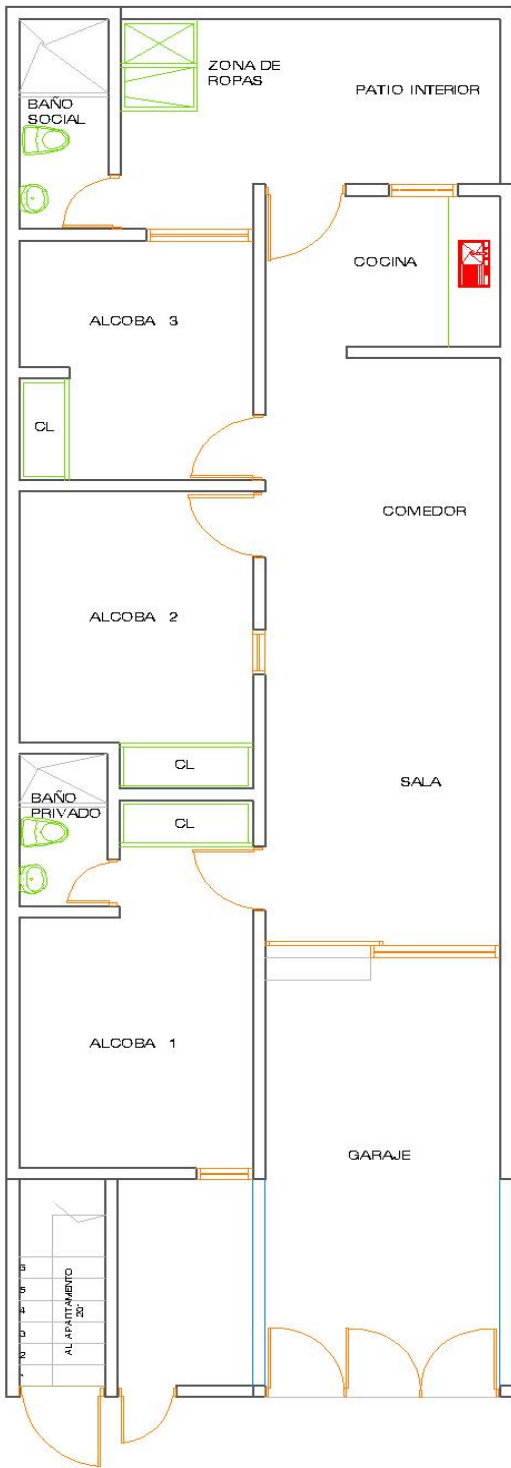 ZONA DE
ROPAS
PATIO INTERIOR
BAÑO
SOCIAL
COCINA
ALCOBA 3
CL
COMEDOR
ALCOBA 2
CL
SALA
BAÑO
PRIVADO
CL
ALCOBA 1
GARAJE
6
5
4
3
2
1
AL APARTAMENTO
201